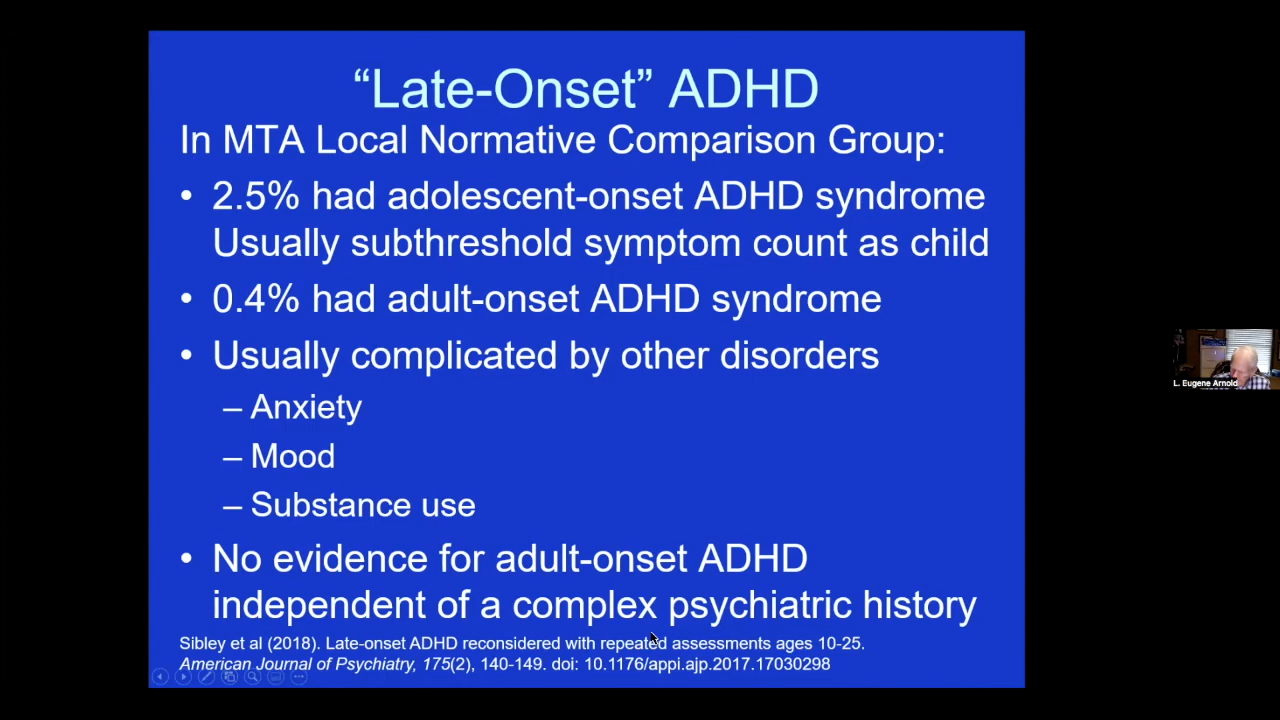 “Late-Onset” ADHD
In MTA Local Normative Comparison Group:
• 2.5% had adolescent-onset ADHD syndrome
Usually subthreshold symptom count as child
• 0.4% had adult-onset ADHD syndrome
• Usually complicated by other disorders
– Anxiety
– Mood
– Substance use
• No evidence for adult-onset ADHD
independent of a complex psychiatric history
Sibley et al (2018). Late-onset ADHD reconsidered with repeated assessments ages 10-25.
American Journal of Psychiatry, 175(2), 140-149. doi: 10.1176/appi.ajp.2017.17030298
L. Eugene Arnold